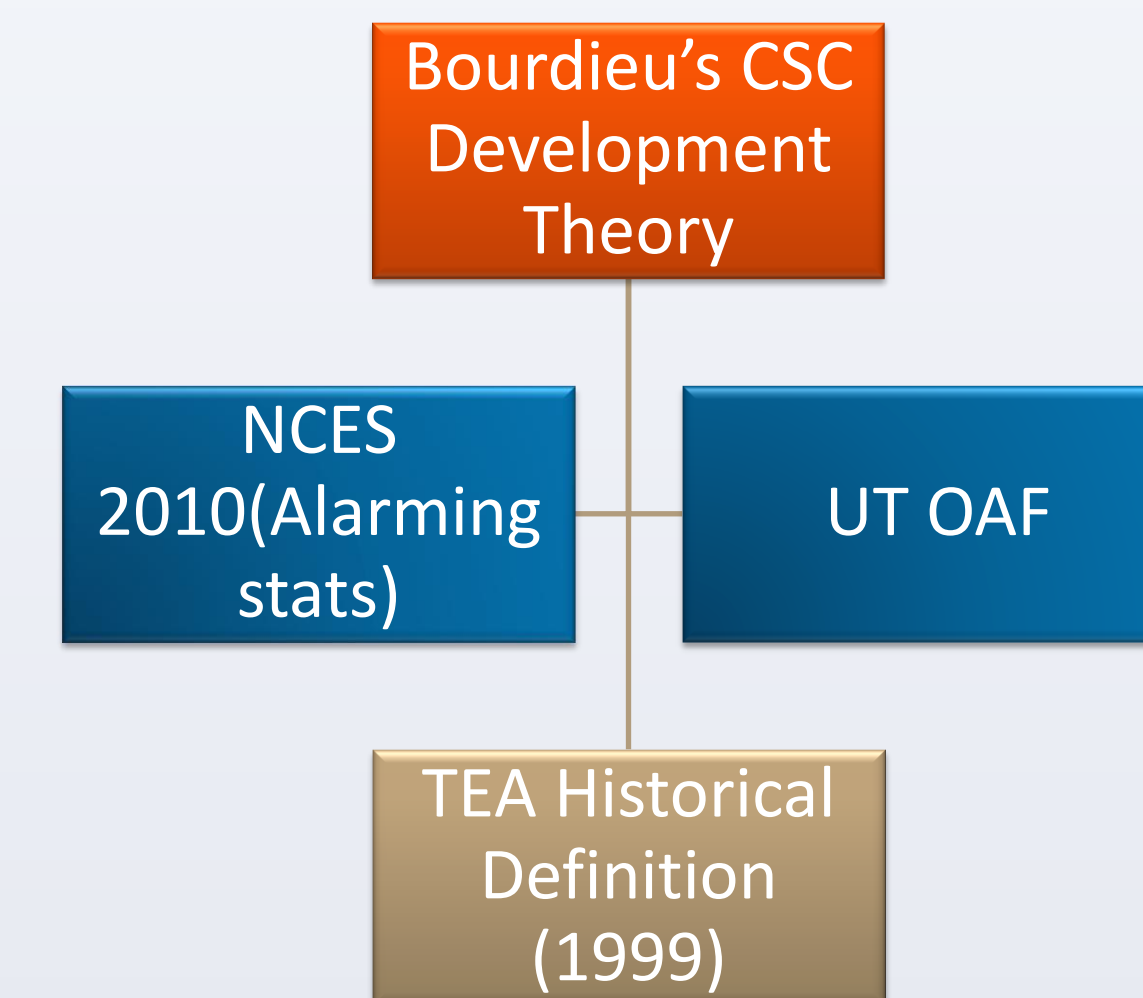 Bourdieu’s CSC
Development
Theory
NCES
2010(Alarming
stats)
UT OAF
TEA Historical
Definition
(1999)